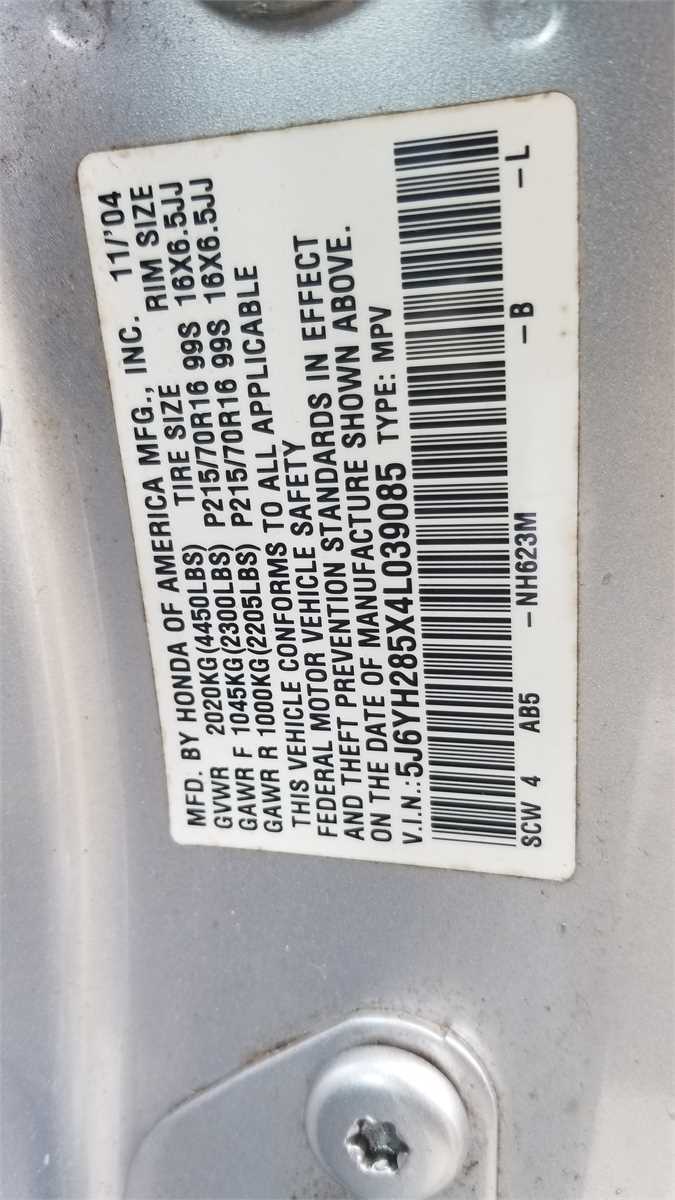 MFD. BY HONDA OF AMERICA MFG., INC. 11/'04
GVWR 2020KG(4450LBS) TIRE SIZE RIM SIZE
GAWR F 1045KG(2300LBS) P215/70R16 99S 16X6.5JJ
GAWR R 1000KG(2205LBS) P215/70R16 99S 16X6.5JJ
THIS VEHICLE CONFORMS TO ALL APPLICABLE
FEDERAL MOTOR VEHICLE SAFETY
AND THEFT PREVENTION STANDARDS IN EFFECT
ON THE DATE OF MANUFACTURE SHOWN ABOVE.
V.I.N.:5J6YH285X4L039085 TYPE: MPV
SCW 4 AB5 -NH623M -B -L